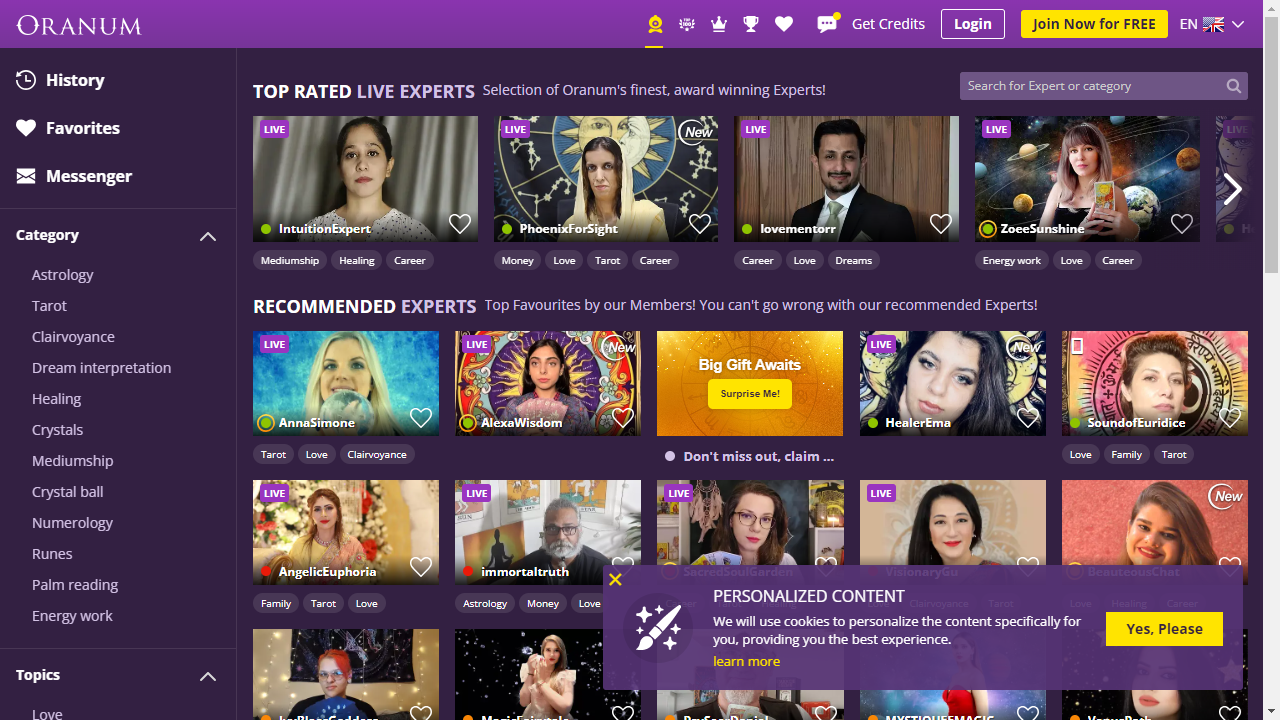 ORANUM
Get Credits
Login
Join Now for FREE
EN
History
Favorites
Messenger
Category
Astrology
Tarot
Clairvoyance
Dream interpretation
Healing
Crystals
Mediumship
Crystal ball
Numerology
Runes
Palm reading
Energy work
Topics
Love
TOP RATED LIVE EXPERTS Selection of Oranum's finest, award winning Experts!
Search for Expert or category
LIVE
IntuitionExpert
Mediumship Healing Career
LIVE
New
PhoenixForSight
Money Love Tarot Career
LIVE
lovementorr
Career Love Dreams
LIVE
ZoeeSunshine
Energy work Love Career
LIVE
RECOMMENDED EXPERTS Top Favourites by our Members! You can't go wrong with our recommended Experts!
LIVE
AnnaSimone
Tarot Love Clairvoyance
LIVE
New
AlexaWisdom
Big Gift Awaits
Surprise Me!
Don't miss out, claim ...
LIVE
New
HealerEma
SoundofEuridice
Love Family Tarot
LIVE
AngelicEuphoria
Family Tarot Love
LIVE
immortaltruth
Astrology Money Love
LIVE
SacredSoulGarden
LIVE
VisionaryGu
Love Clairvoyance Tarot
New
BeauteousChat
Love Healing Career
PERSONALIZED CONTENT
We will use cookies to personalize the content specifically for
you, providing you the best experience.
learn more
Yes, Please